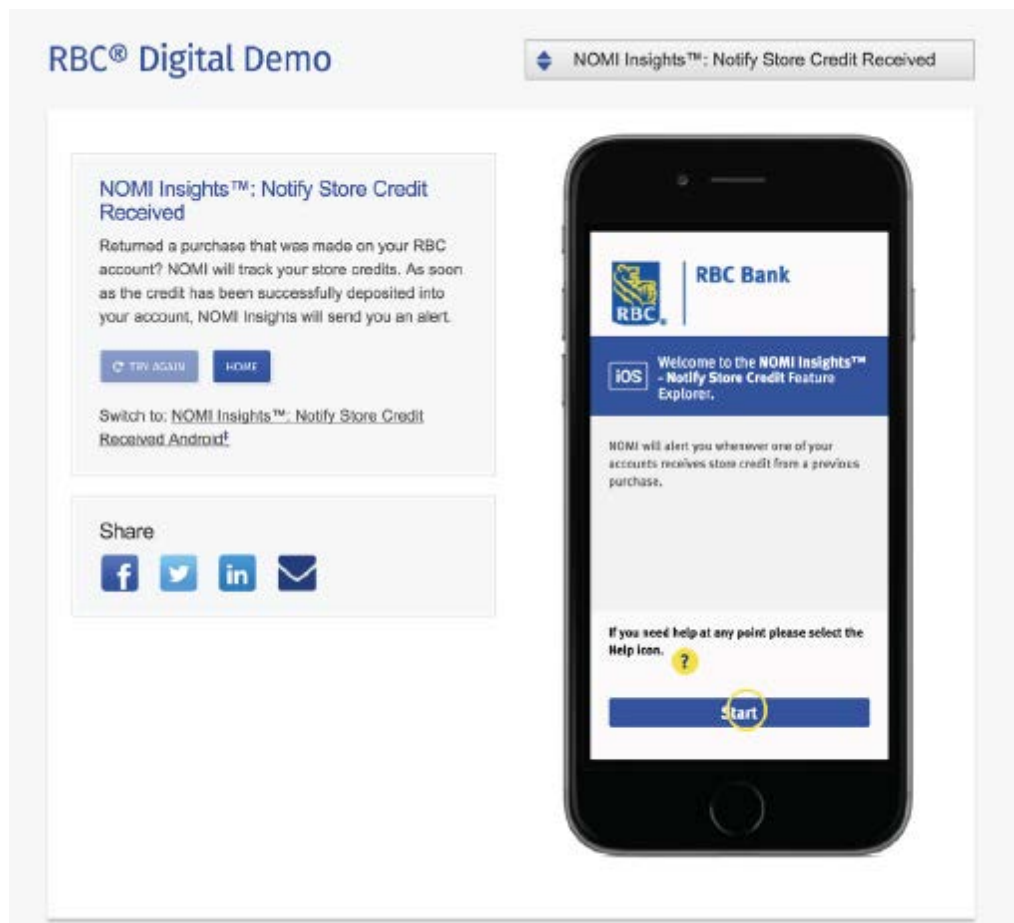 RBC® Digital Demo
NOMI Insights™: Notify Store Credit Received
NOMI Insights™: Notify Store Credit
Received
Returned a purchase that was made on your RBC
account? NOMI will track your store credits. As soon
as the credit has been successfully deposited into
your account, NOMI Insights will send you an alert.
TRY AGAIN
HOME
Switch to: NOMI Insights™: Notify Store Credit
Received Android‡
Share
RBC
RBC Bank
iOS
Welcome to the NOMI Insights™
- Notify Store Credit Feature
Explorer.
NOMI will alert you whenever one of your
accounts receives store credit from a previous
purchase.
If you need help at any point please select the
Help icon. ?
Start